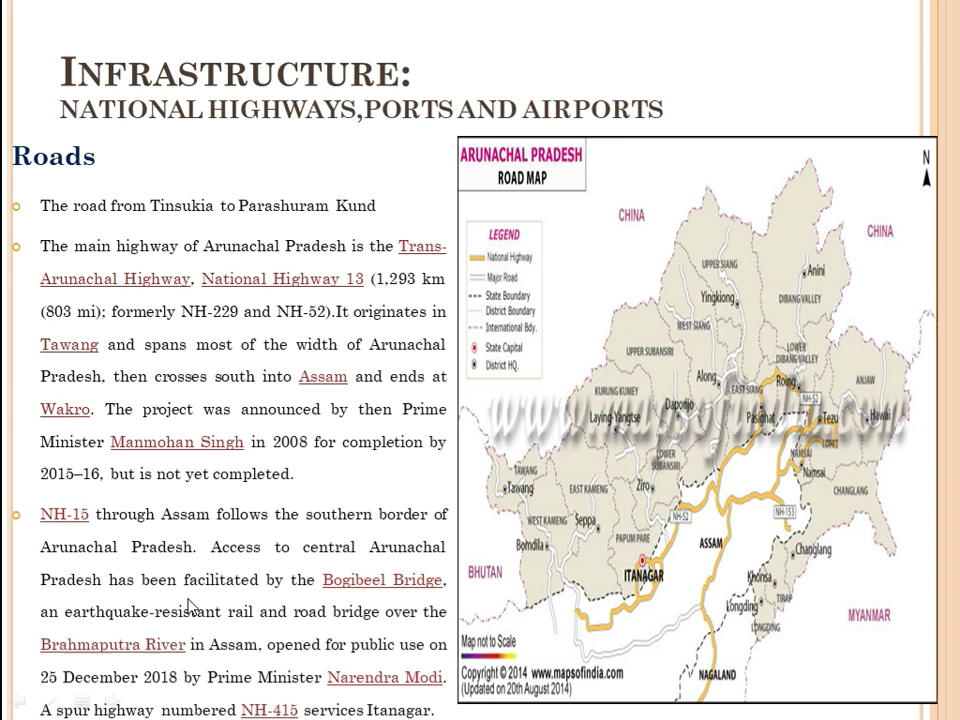 INFRASTRUCTURE:
NATIONAL HIGHWAYS,PORTS AND AIRPORTS
Roads
The road from Tinsukia to Parashuram Kund
The main highway of Arunachal Pradesh is the Trans-
Arunachal Highway, National Highway 13 (1,293 km
(803 mi); formerly NH-229 and NH-52).It originates in
Tawang and spans most of the width of Arunachal
Pradesh, then crosses south into Assam and ends at
Wakro. The project was announced by then Prime
Minister Manmohan Singh in 2008 for completion by
2015–16, but is not yet completed.
NH-15 through Assam follows the southern border of
Arunachal Pradesh. Access to central Arunachal
Pradesh has been facilitated by the Bogibeel Bridge,
an earthquake-resistant rail and road bridge over the
Brahmaputra River in Assam, opened for public use on
25 December 2018 by Prime Minister Narendra Modi.
A spur highway numbered NH-415 services Itanagar.
ARUNACHAL PRADESH
ROAD MAP
N
LEGEND
National Highway
Major Road
State Boundary
District Boundary
International Bdy.
State Capital
District HQ.
CHINA
CHINA
UPPER SIANG
Anini
Yingkiong
DIBANG VALLEY
WEST SIANG
UPPER SUBANSIRI
LOWER
DIBANG VALLEY
Along
EAST SIANG
Roing
ANJAW
KURUNG KUMEY
NH-52
Daporijo
Laying-Yangtse
Pasighat
Tezu
Hawai
www.mapsofindia.com
LOHIT
LOWER
SUBANSIRI
NAMSAI
Namsai
TAWANG
Tawang
EAST KAMENG
Ziro
CHANGLANG
WEST KAMENG
Seppa
NH-52
NH-153
PAPUM PARE
Bomdila
ASSAM
Changlang
BHUTAN
ITANAGAR
Khonsa
TIRAP
Longding
LONGDING
MYANMAR
Map not to Scale
Copyright © 2014 www.mapsofindia.com
(Updated on 20th August 2014)
NAGALAND